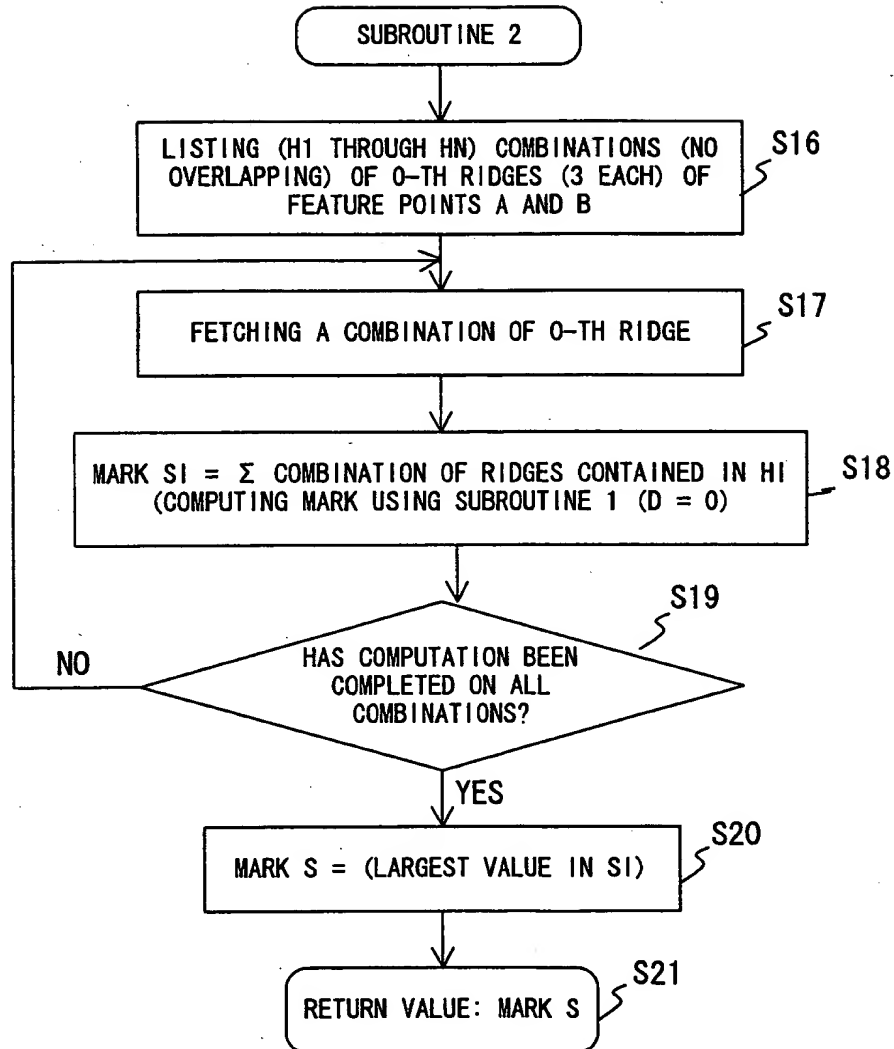 SUBROUTINE 2
LISTING (H1 THROUGH HN) COMBINATIONS (NO
OVERLAPPING) OF 0-TH RIDGES (3 EACH) OF
FEATURE POINTS A AND B
S16
FETCHING A COMBINATION OF 0-TH RIDGE
S17
MARK SI = Σ COMBINATION OF RIDGES CONTAINED IN HI
(COMPUTING MARK USING SUBROUTINE 1 (D = 0)
S18
HAS COMPUTATION BEEN
COMPLETED ON ALL
COMBINATIONS?
S19
NO
YES
MARK S = (LARGEST VALUE IN SI)
S20
RETURN VALUE: MARK S
S21